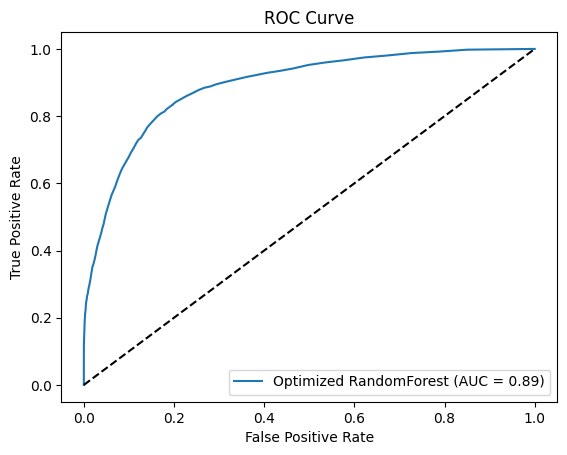 ROC Curve
True Positive Rate
1.0
0.8
0.6
0.4
0.2
0.0
Optimized RandomForest (AUC = 0.89)
0.0 0.2 0.4 0.6 0.8 1.0
False Positive Rate